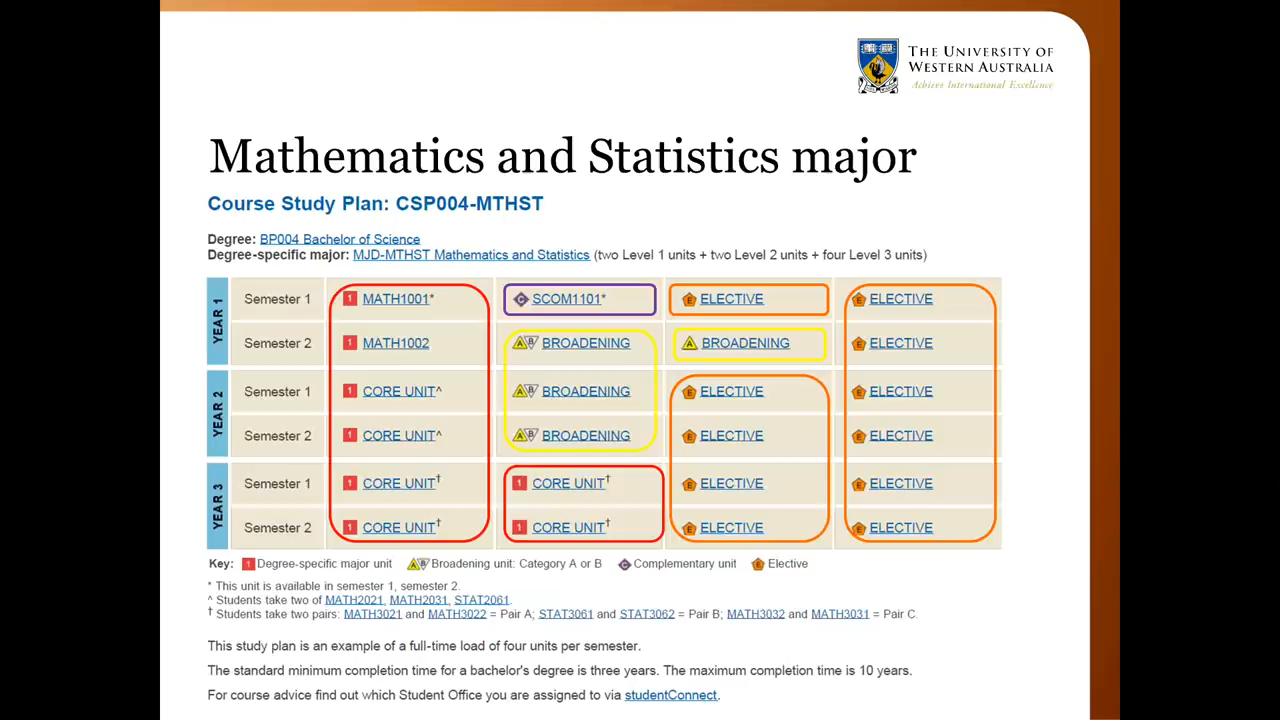 THE UNIVERSITY OF
WESTERN AUSTRALIA
Achieve International Excellence
Mathematics and Statistics major
Course Study Plan: CSP004-MTHST
Degree: BP004 Bachelor of Science
Degree-specific major: MJD-MTHST Mathematics and Statistics (two Level 1 units + two Level 2 units + four Level 3 units)
YEAR 1
Semester 1 1 MATH1001* C SCOM1101* E ELECTIVE E ELECTIVE
Semester 2 1 MATH1002 A B BROADENING A BROADENING E ELECTIVE
YEAR 2
Semester 1 1 CORE UNIT^ A B BROADENING E ELECTIVE E ELECTIVE
Semester 2 1 CORE UNIT^ A B BROADENING E ELECTIVE E ELECTIVE
YEAR 3
Semester 1 1 CORE UNIT† 1 CORE UNIT† E ELECTIVE E ELECTIVE
Semester 2 1 CORE UNIT† 1 CORE UNIT† E ELECTIVE E ELECTIVE
Key: 1 Degree-specific major unit A B Broadening unit: Category A or B C Complementary unit E Elective
* This unit is available in semester 1, semester 2.
^ Students take two of MATH2021, MATH2031, STAT2061.
† Students take two pairs: MATH3021 and MATH3022 = Pair A; STAT3061 and STAT3062 = Pair B; MATH3032 and MATH3031 = Pair C.
This study plan is an example of a full-time load of four units per semester.
The standard minimum completion time for a bachelor's degree is three years. The maximum completion time is 10 years.
For course advice find out which Student Office you are assigned to via studentConnect.